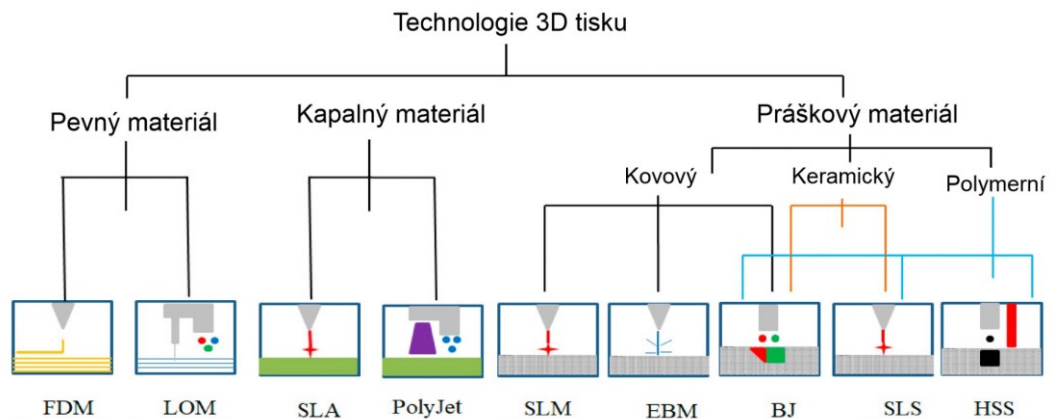 Technologie 3D tisku
Pevný materiál
Kapalný materiál
Práškový materiál
Kovový
Keramický
Polymerní
FDM
LOM
SLA
PolyJet
SLM
EBM
BJ
SLS
HSS